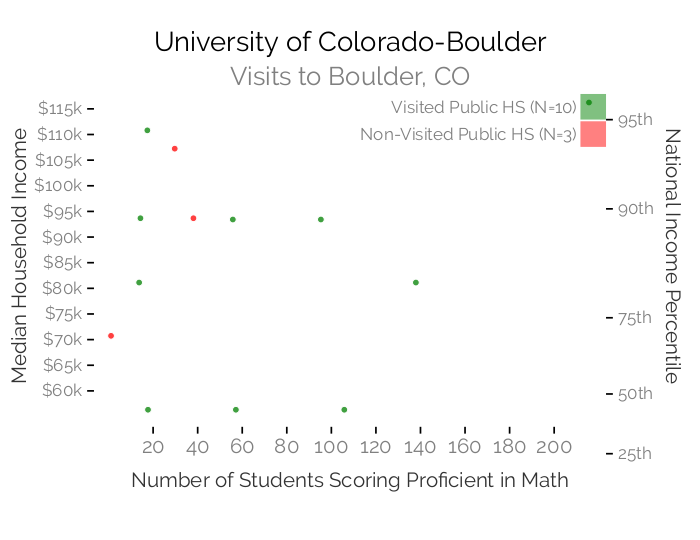 University of Colorado-Boulder
Visits to Boulder, CO
Visited Public HS (N=10)
Non-Visited Public HS (N=3)
Median Household Income
$115k
$110k
$105k
$100k
$95k
$90k
$85k
$80k
$75k
$70k
$65k
$60k
95th
90th
75th
50th
25th
National Income Percentile
20 40 60 80 100 120 140 160 180 200
Number of Students Scoring Proficient in Math